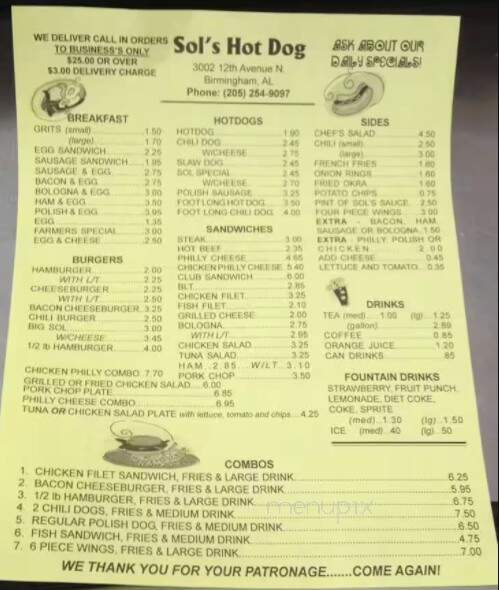 WE DELIVER CALL IN ORDERS
TO BUSINESS'S ONLY
$25.00 OR OVER
$3.00 DELIVERY CHARGE
Sol's Hot Dog
3002 12th Avenue N.
Birmingham, AL
Phone: (205) 254-9097
ASK ABOUT OUR
DAILY SPECIALS!
BREAKFAST
GRITS (small) 1.50
(large) 1.70
EGG SANDWICH 2.25
SAUSAGE SANDWICH 1.95
SAUSAGE & EGG 2.75
BACON & EGG 2.75
BOLOGNA & EGG 3.00
HAM & EGG 3.50
POLISH & EGG 3.95
EGG 1.35
FARMERS SPECIAL 3.00
EGG & CHEESE 2.50
BURGERS
HAMBURGER 2.00
WITH L/T 2.25
CHEESEBURGER 2.25
WITH L/T 2.50
BACON CHEESEBURGER 3.25
CHILI BURGER 2.50
BIG SOL 3.00
W/CHEESE 3.45
1/2 lb HAMBURGER 4.00
CHICKEN PHILLY COMBO 7.70
GRILLED OR FRIED CHICKEN SALAD 6.00
PORK CHOP PLATE 6.85
PHILLY CHEESE COMBO 6.95
TUNA OR CHICKEN SALAD PLATE with lettuce, tomato and chips 4.25
HOTDOGS
HOTDOG 1.90
CHILI DOG 2.45
W/CHEESE 2.75
SLAW DOG 2.45
SOL SPECIAL 2.45
W/CHEESE 2.70
POLISH SAUSAGE 3.25
FOOT LONG HOT DOG 3.50
FOOT LONG CHILI DOG 4.00
SANDWICHES
STEAK 3.00
HOT BEEF 2.35
PHILLY CHEESE 4.65
CHICKEN PHILLY CHEESE 5.40
CLUB SANDWICH 6.00
BLT 2.85
CHICKEN FILET 3.25
FISH FILET 2.10
GRILLED CHEESE 2.00
BOLOGNA 2.75
WITH L/T 2.95
CHICKEN SALAD 3.25
TUNA SALAD 3.25
HAM 2.85 W/LT 3.10
PORK CHOP 3.50
SIDES
CHEF'S SALAD 4.50
CHILI (small) 2.50
(large) 3.00
FRENCH FRIES 1.80
ONION RINGS 1.60
FRIED OKRA 1.60
POTATO CHIPS 0.75
PINT OF SOL'S SAUCE 2.50
FOUR PIECE WINGS 3.00
EXTRA - BACON, HAM,
SAUSAGE OR BOLOGNA 1.50
EXTRA - PHILLY, POLISH OR
CHICKEN 2.00
ADD CHEESE 0.45
LETTUCE AND TOMATO 0.35
DRINKS
TEA (med) 1.00 (lg) 1.25
(gallon) 2.89
COFFEE 0.85
ORANGE JUICE 1.20
CAN DRINKS 85
FOUNTAIN DRINKS
STRAWBERRY, FRUIT PUNCH,
LEMONADE, DIET COKE,
COKE, SPRITE
(med) 1.30 (lg) 1.50
ICE (med) 40 (lg) 50
COMBOS
1. CHICKEN FILET SANDWICH, FRIES & LARGE DRINK 6.25
2. BACON CHEESEBURGER, FRIES & LARGE DRINK 5.95
3. 1/2 lb HAMBURGER, FRIES & LARGE DRINK 6.75
4. 2 CHILI DOGS, FRIES & MEDIUM DRINK 7.50
5. REGULAR POLISH DOG, FRIES & MEDIUM DRINK 6.50
6. FISH SANDWICH, FRIES & MEDIUM DRINK 4.75
7. 6 PIECE WINGS, FRIES & LARGE DRINK 7.00
menupix
WE THANK YOU FOR YOUR PATRONAGE.......COME AGAIN!